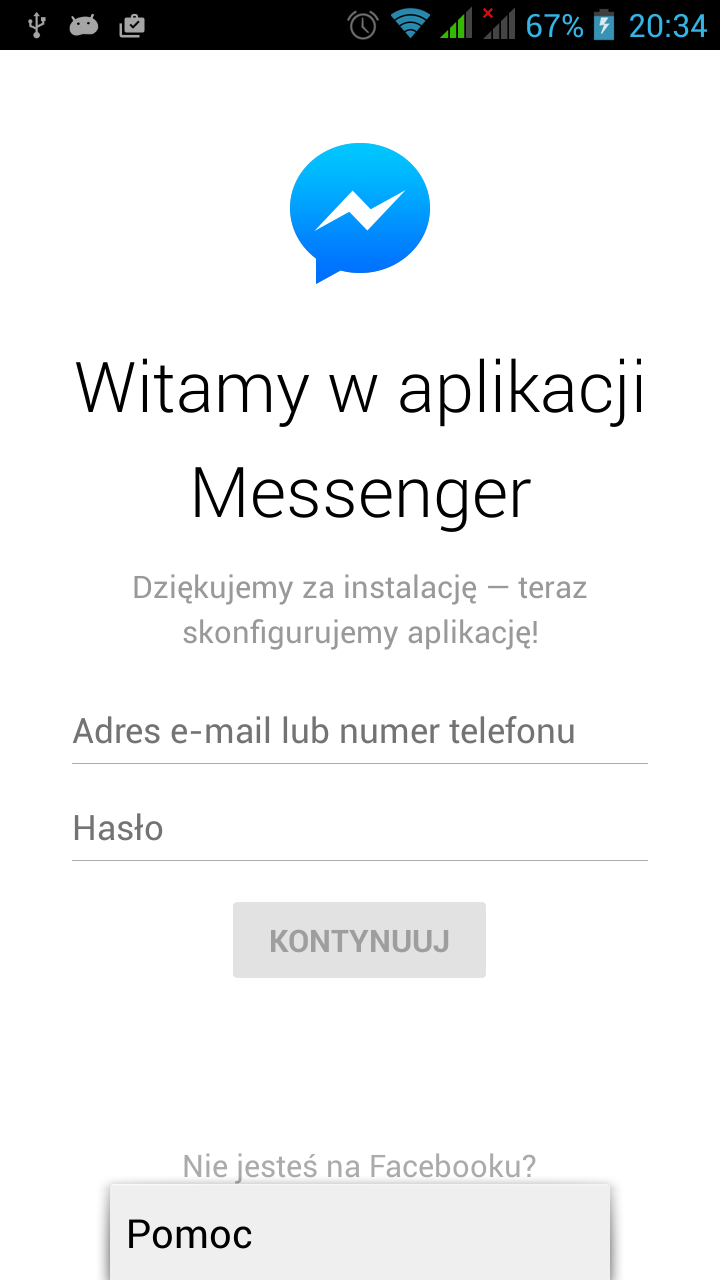 67% 20:34
Witamy w aplikacji
Messenger
Dziękujemy za instalację — teraz
skonfigurujemy aplikację!
Adres e-mail lub numer telefonu
Hasło
KONTYNUUJ
Nie jesteś na Facebooku?
Pomoc